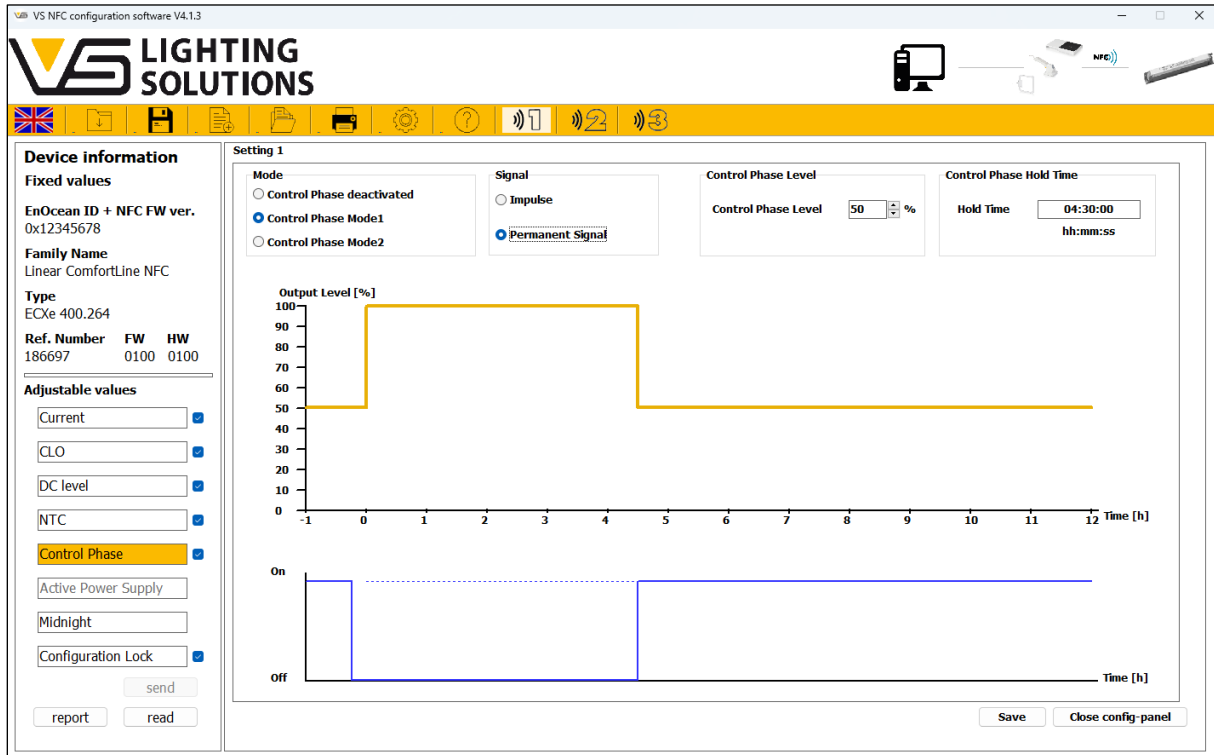 VS NFC configuration software V4.1.3
VS LIGHTING
SOLUTIONS
NFC
1 2 3
Device information
Fixed values
EnOcean ID + NFC FW ver.
0x12345678
Family Name
Linear ComfortLine NFC
Type
ECXe 400.264
Ref. Number FW HW
186697 0100 0100
Adjustable values
Current
CLO
DC level
NTC
Control Phase
Active Power Supply
Midnight
Configuration Lock
send
report read
Setting 1
Mode
Control Phase deactivated
Control Phase Mode1
Control Phase Mode2
Signal
Impulse
Permanent Signal
Control Phase Level
Control Phase Level 50 %
Control Phase Hold Time
Hold Time 04:30:00
hh:mm:ss
Output Level [%]
100
90
80
70
60
50
40
30
20
10
0
-1 0 1 2 3 4 5 6 7 8 9 10 11 12 Time [h]
On
Off Time [h]
Save Close config-panel